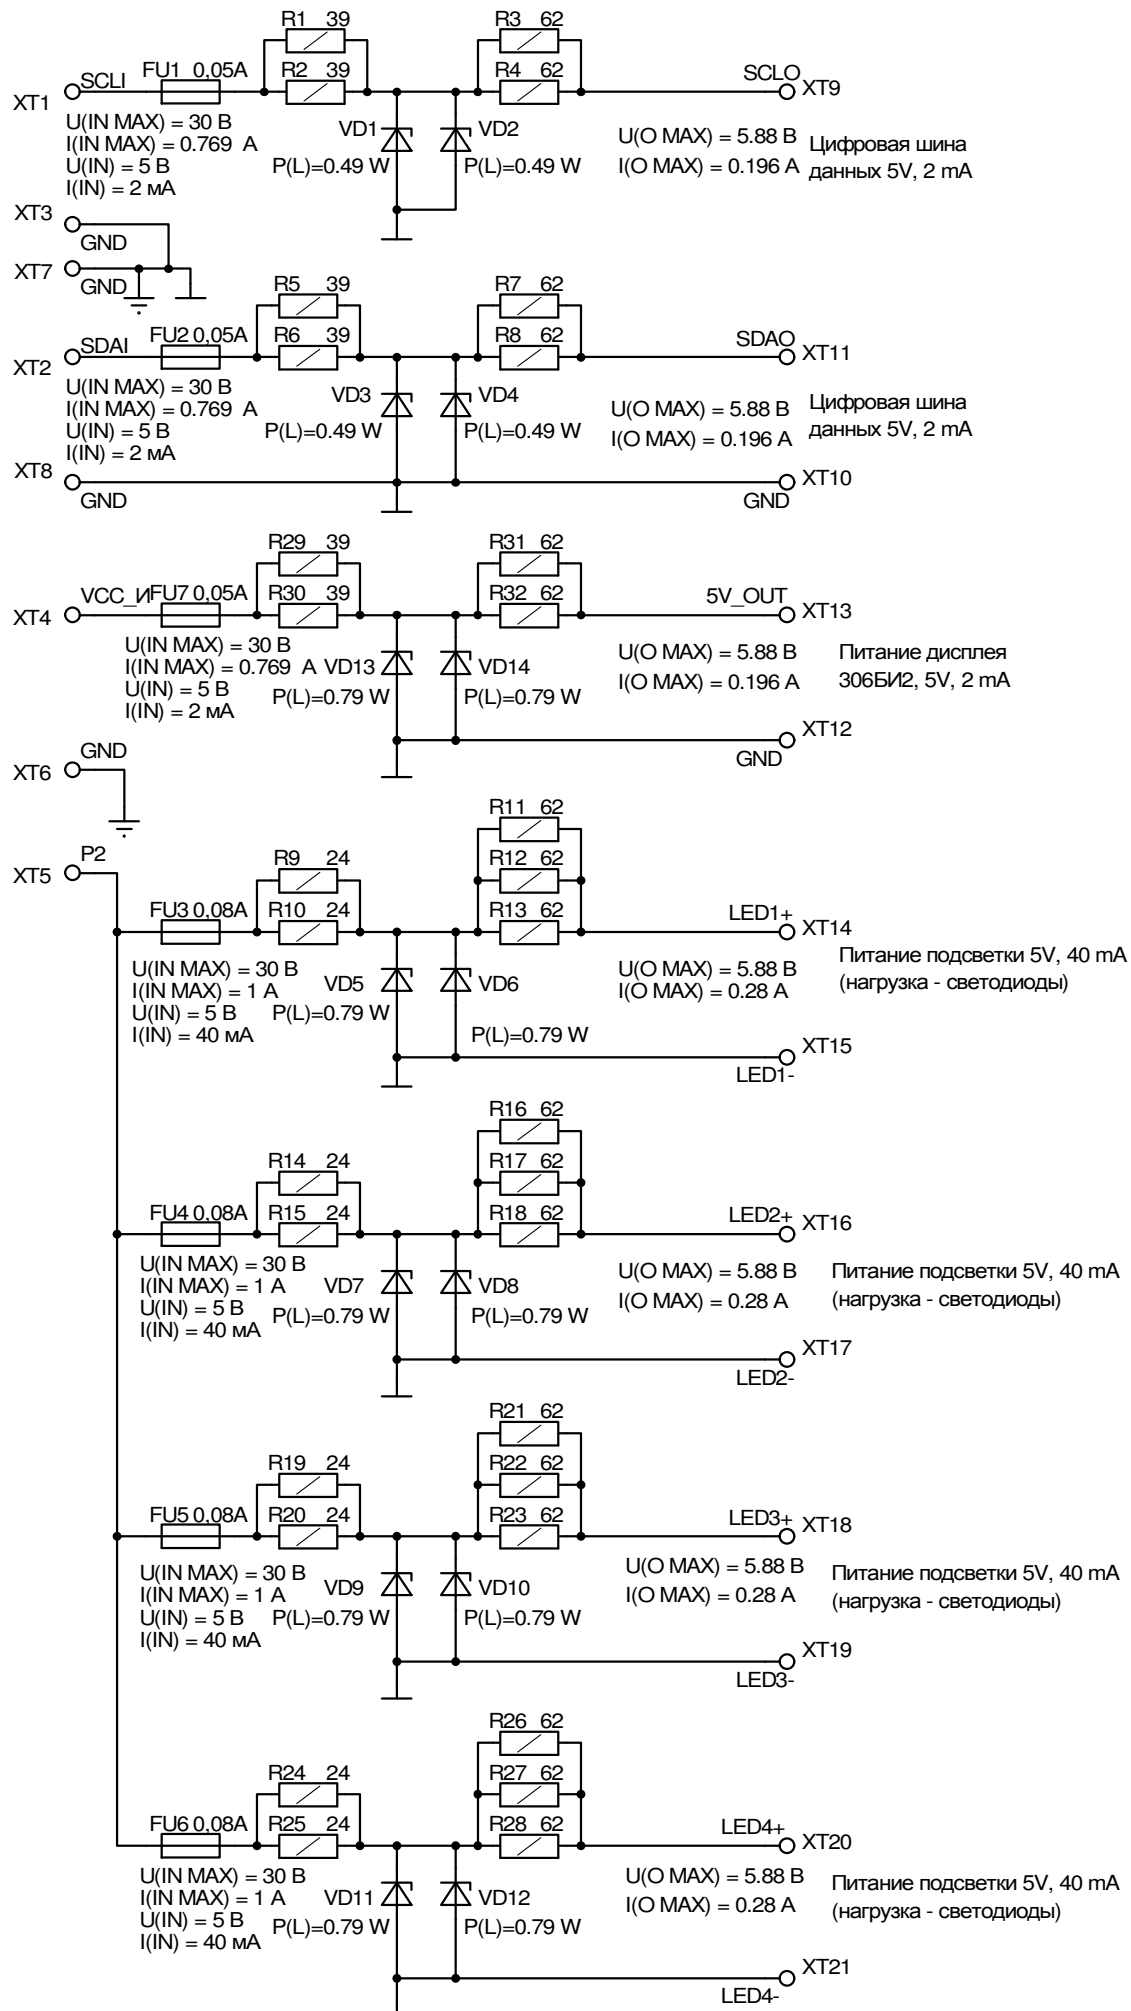 R1 39
R3 62
SCLI
FU1 0,05A
R2 39
R4 62
SCLO
XT1
XT9
U(IN MAX) = 30 В
I(IN MAX) = 0.769 A
U(IN) = 5 В
I(IN) = 2 мА
VD1
VD2
P(L)=0.49 W
P(L)=0.49 W
U(O MAX) = 5.88 В
I(O MAX) = 0.196 A
Цифровая шина
данных 5V, 2 mA
XT3
GND
XT7
GND
R5 39
R7 62
SDAI
FU2 0,05A
R6 39
R8 62
SDAO
XT2
XT11
U(IN MAX) = 30 В
I(IN MAX) = 0.769 A
U(IN) = 5 В
I(IN) = 2 мА
VD3
VD4
P(L)=0.49 W
P(L)=0.49 W
U(O MAX) = 5.88 В
I(O MAX) = 0.196 A
Цифровая шина
данных 5V, 2 mA
XT8
GND
XT10
GND
R29 39
R31 62
VCC_И
FU7 0,05A
R30 39
R32 62
5V_OUT
XT4
XT13
U(IN MAX) = 30 В
I(IN MAX) = 0.769 A
U(IN) = 5 В
I(IN) = 2 мА
VD13
VD14
P(L)=0.79 W
P(L)=0.79 W
U(O MAX) = 5.88 В
I(O MAX) = 0.196 A
Питание дисплея
306БИ2, 5V, 2 mA
XT12
GND
XT6
GND
R11 62
XT5
P2
R9 24
R12 62
FU3 0,08A
R10 24
R13 62
LED1+
XT14
U(IN MAX) = 30 В
I(IN MAX) = 1 A
U(IN) = 5 В
I(IN) = 40 мА
VD5
VD6
P(L)=0.79 W
P(L)=0.79 W
U(O MAX) = 5.88 В
I(O MAX) = 0.28 A
Питание подсветки 5V, 40 mA
(нагрузка - светодиоды)
XT15
LED1-
R16 62
R14 24
R17 62
FU4 0,08A
R15 24
R18 62
LED2+
XT16
U(IN MAX) = 30 В
I(IN MAX) = 1 A
U(IN) = 5 В
I(IN) = 40 мА
VD7
VD8
P(L)=0.79 W
P(L)=0.79 W
U(O MAX) = 5.88 В
I(O MAX) = 0.28 A
Питание подсветки 5V, 40 mA
(нагрузка - светодиоды)
XT17
LED2-
R21 62
R19 24
R22 62
FU5 0,08A
R20 24
R23 62
LED3+
XT18
U(IN MAX) = 30 В
I(IN MAX) = 1 A
U(IN) = 5 В
I(IN) = 40 мА
VD9
VD10
P(L)=0.79 W
P(L)=0.79 W
U(O MAX) = 5.88 В
I(O MAX) = 0.28 A
Питание подсветки 5V, 40 mA
(нагрузка - светодиоды)
XT19
LED3-
R26 62
R24 24
R27 62
FU6 0,08A
R25 24
R28 62
LED4+
XT20
U(IN MAX) = 30 В
I(IN MAX) = 1 A
U(IN) = 5 В
I(IN) = 40 мА
VD11
VD12
P(L)=0.79 W
P(L)=0.79 W
U(O MAX) = 5.88 В
I(O MAX) = 0.28 A
Питание подсветки 5V, 40 mA
(нагрузка - светодиоды)
XT21
LED4-